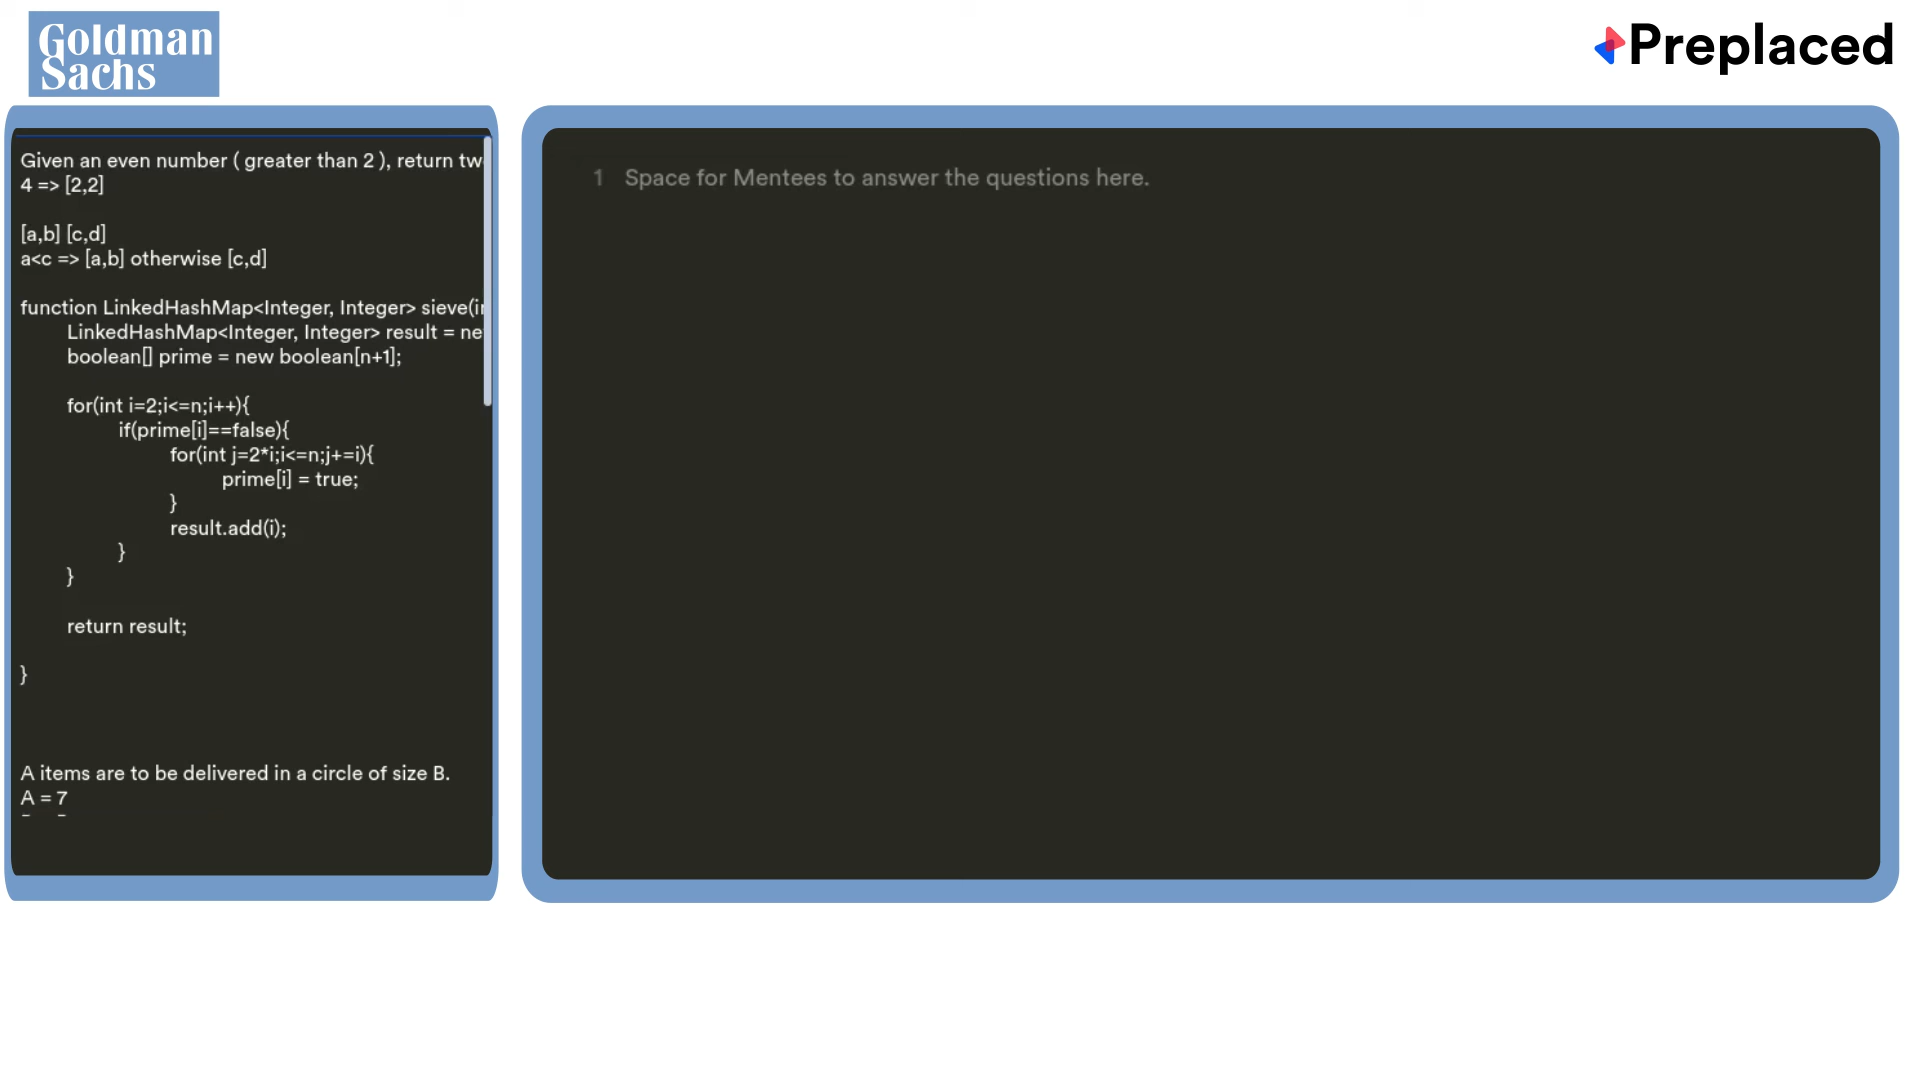 Goldman
Sachs
Preplaced
Given an even number ( greater than 2 ), return tw
4 => [2,2]
[a,b] [c,d]
a<c => [a,b] otherwise [c,d]
function LinkedHashMap<Integer, Integer> sieve(i
LinkedHashMap<Integer, Integer> result = ne
boolean[] prime = new boolean[n+1];
for(int i=2;i<=n;i++){
if(prime[i]==false){
for(int j=2*i;i<=n;j+=i){
prime[i] = true;
}
result.add(i);
}
}
return result;
}
A items are to be delivered in a circle of size B.
A = 7
1 Space for Mentees to answer the questions here.